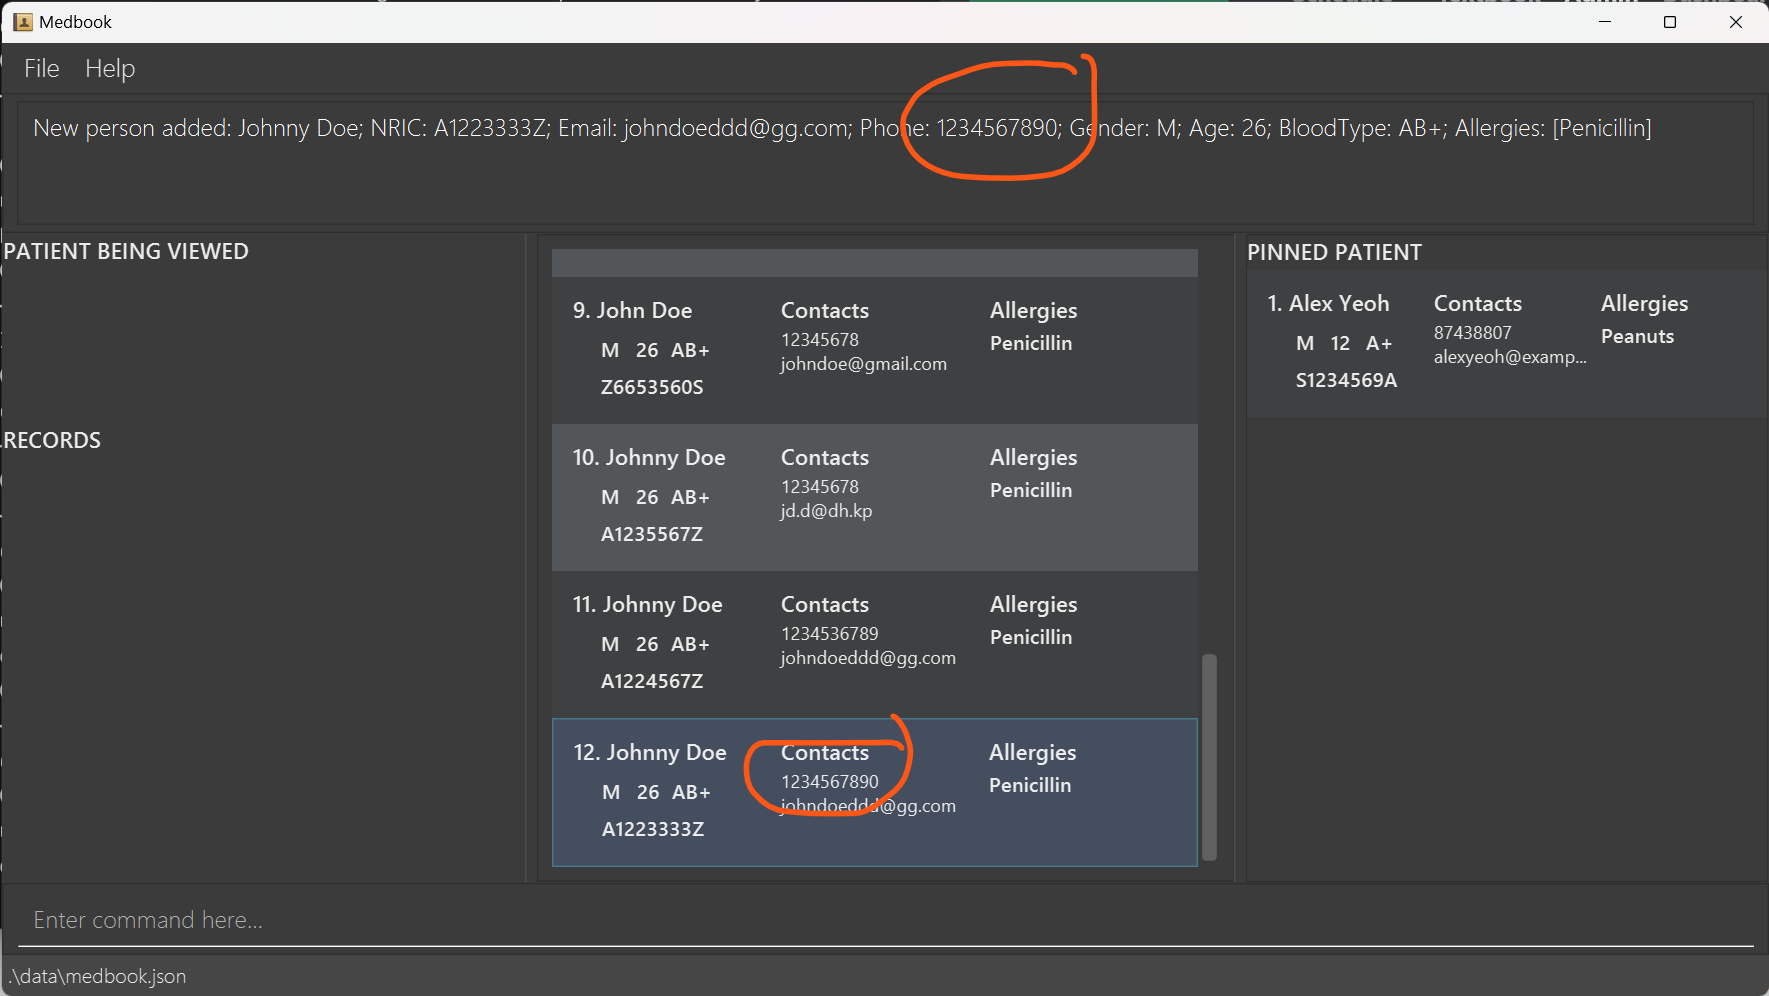 Medbook
File Help
New person added: Johnny Doe; NRIC: A1223333Z; Email: johndoeddd@gg.com; Phone: 1234567890; Gender: M; Age: 26; BloodType: AB+; Allergies: [Penicillin]
PATIENT BEING VIEWED
RECORDS
9. John Doe Contacts Allergies
12345678 Penicillin
M 26 AB+ johndoe@gmail.com
Z6653560S
10. Johnny Doe Contacts Allergies
12345678 Penicillin
M 26 AB+ jd.d@dh.kp
A1235567Z
11. Johnny Doe Contacts Allergies
1234536789 Penicillin
M 26 AB+ johndoeddd@gg.com
A1224567Z
12. Johnny Doe Contacts Allergies
1234567890 Penicillin
M 26 AB+ johndoeddd@gg.com
A1223333Z
PINNED PATIENT
1. Alex Yeoh Contacts Allergies
87438807 Peanuts
M 12 A+ alexyeoh@examp...
S1234569A
Enter command here...
.\data\medbook.json